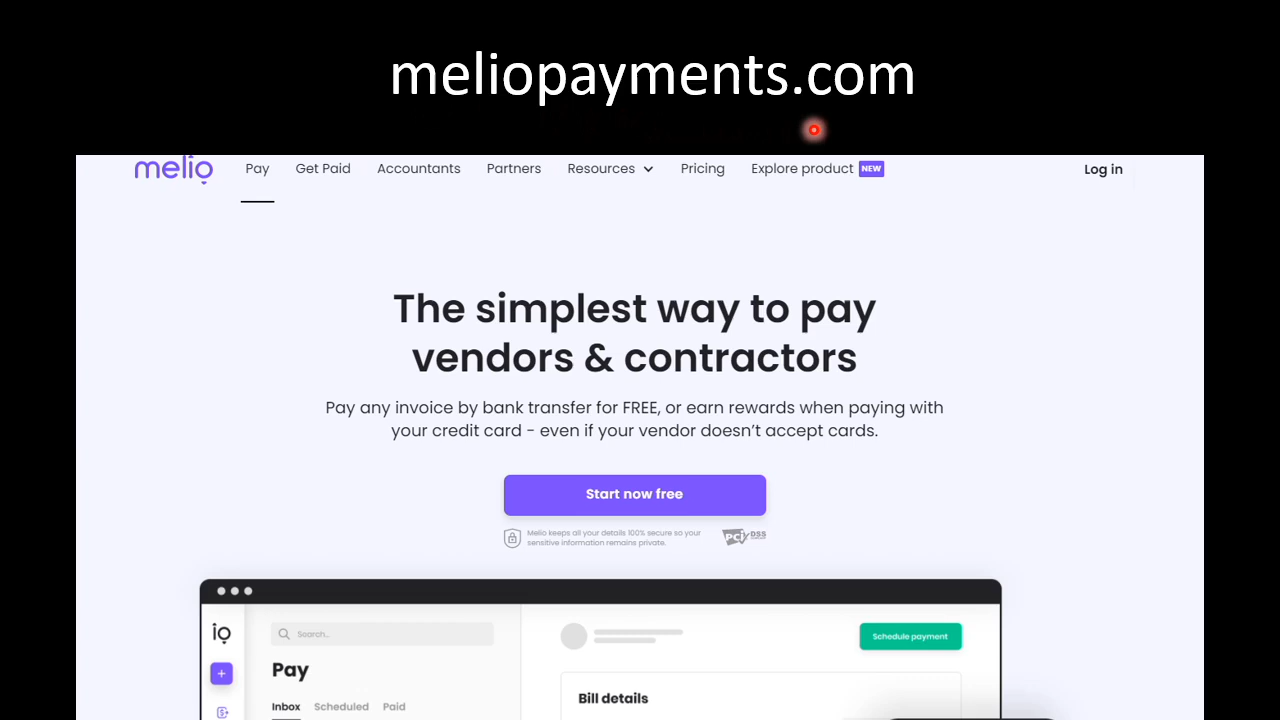 meliopayments.com
melio Pay Get Paid Accountants Partners Resources Pricing Explore product NEW Log in
The simplest way to pay
vendors & contractors
Pay any invoice by bank transfer for FREE, or earn rewards when paying with
your credit card - even if your vendor doesn’t accept cards.
Start now free
Melio keeps all your details 100% secure so your
sensitive information remains private.
PCI DSS
io Search... Schedule payment
Pay
Bill details
Inbox Scheduled Paid